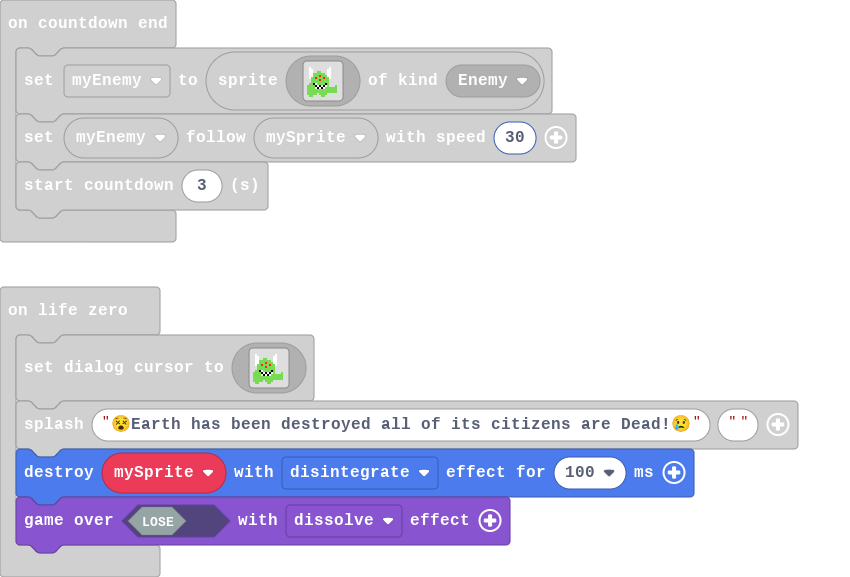 on countdown end
set myEnemy to sprite of kind Enemy
set myEnemy follow mySprite with speed 30
start countdown 3 (s)
on life zero
set dialog cursor to
splash "😵Earth has been destroyed all of its citizens are Dead!😢" " "
destroy mySprite with disintegrate effect for 100 ms
game over LOSE with dissolve effect